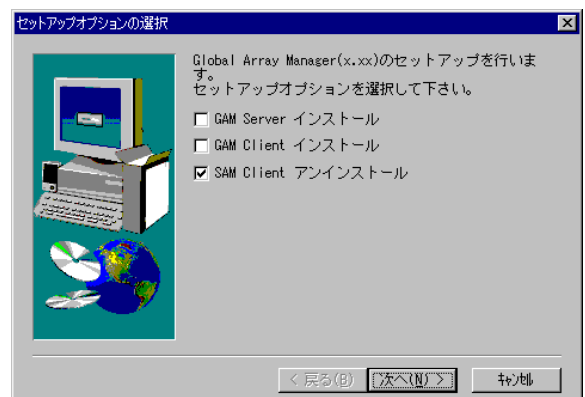 セットアップオプションの選択
Global Array Manager(x.xx)のセットアップを行いま
す。
セットアップオプションを選択して下さい。
GAM Server インストール
GAM Client インストール
SAM Client アンインストール
< 戻る(B)
次へ(N) >
キャンセル